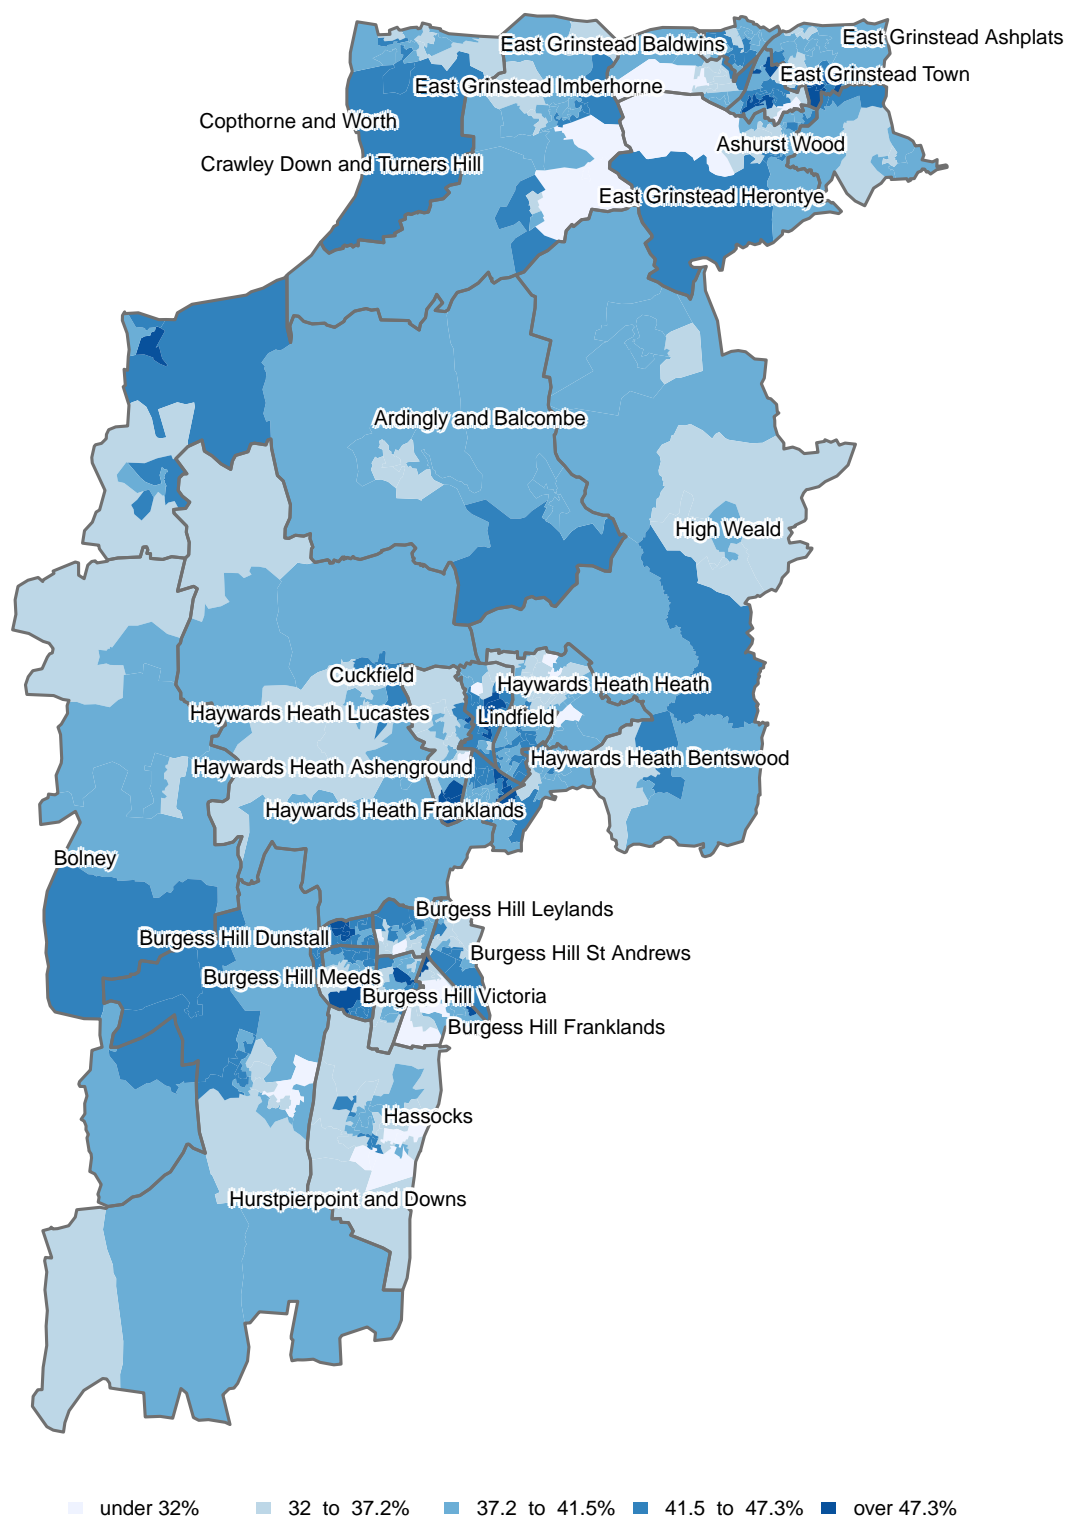 East Grinstead Ashplats
East Grinstead Baldwins
East Grinstead Town
East Grinstead Imberhorne
Copthorne and Worth
Ashurst Wood
Crawley Down and Turners Hill
East Grinstead Herontye
Ardingly and Balcombe
High Weald
Cuckfield
Haywards Heath Heath
Haywards Heath Lucastes
Lindfield
Haywards Heath Bentswood
Haywards Heath Ashenground
Haywards Heath Franklands
Bolney
Burgess Hill Leylands
Burgess Hill Dunstall
Burgess Hill St Andrews
Burgess Hill Meeds
Burgess Hill Victoria
Burgess Hill Franklands
Hassocks
Hurstpierpoint and Downs
under 32% 32 to 37.2% 37.2 to 41.5% 41.5 to 47.3% over 47.3%